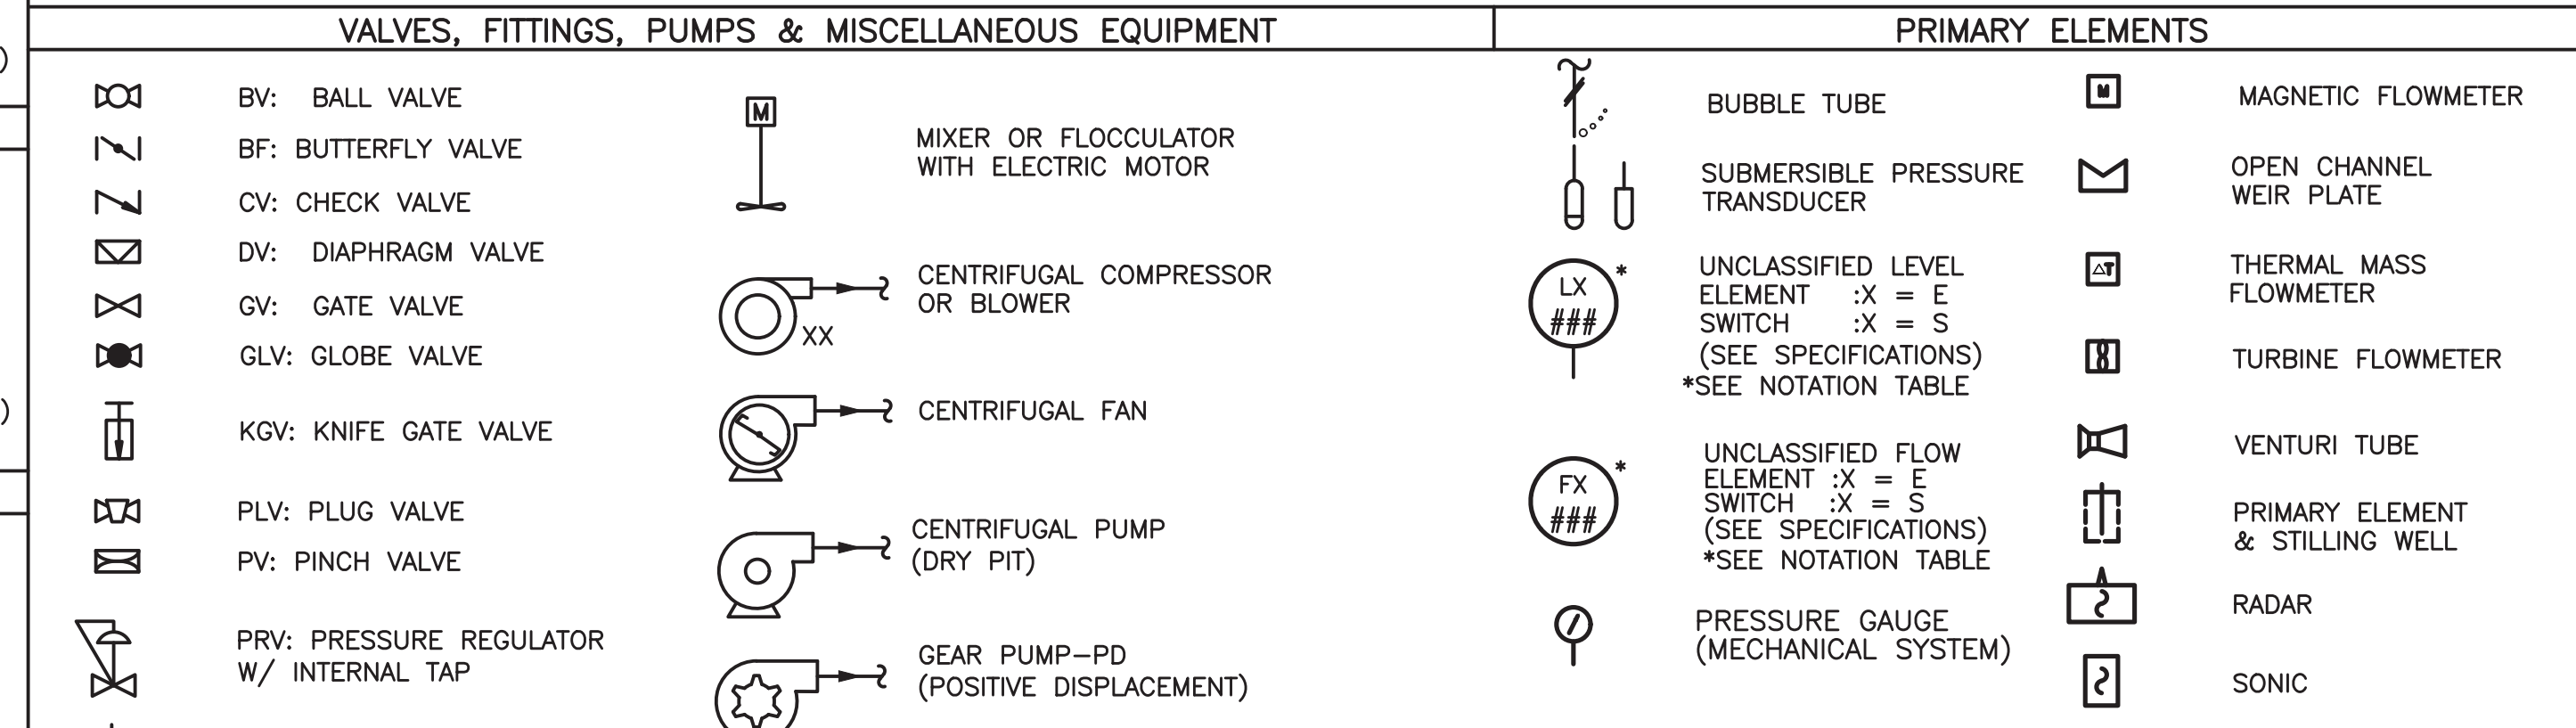 VALVES, FITTINGS, PUMPS & MISCELLANEOUS EQUIPMENT
BV: BALL VALVE
BF: BUTTERFLY VALVE
CV: CHECK VALVE
DV: DIAPHRAGM VALVE
GV: GATE VALVE
GLV: GLOBE VALVE
KGV: KNIFE GATE VALVE
PLV: PLUG VALVE
PV: PINCH VALVE
PRV: PRESSURE REGULATOR
W/ INTERNAL TAP
M
MIXER OR FLOCCULATOR
WITH ELECTRIC MOTOR
XX
CENTRIFUGAL COMPRESSOR
OR BLOWER
CENTRIFUGAL FAN
CENTRIFUGAL PUMP
(DRY PIT)
GEAR PUMP-PD
(POSITIVE DISPLACEMENT)
PRIMARY ELEMENTS
BUBBLE TUBE
SUBMERSIBLE PRESSURE
TRANSDUCER
LX
###
*
UNCLASSIFIED LEVEL
ELEMENT :X = E
SWITCH :X = S
(SEE SPECIFICATIONS)
*SEE NOTATION TABLE
FX
###
*
UNCLASSIFIED FLOW
ELEMENT :X = E
SWITCH :X = S
(SEE SPECIFICATIONS)
*SEE NOTATION TABLE
PRESSURE GAUGE
(MECHANICAL SYSTEM)
M
MAGNETIC FLOWMETER
OPEN CHANNEL
WEIR PLATE
△T
THERMAL MASS
FLOWMETER
TURBINE FLOWMETER
VENTURI TUBE
PRIMARY ELEMENT
& STILLING WELL
RADAR
SONIC